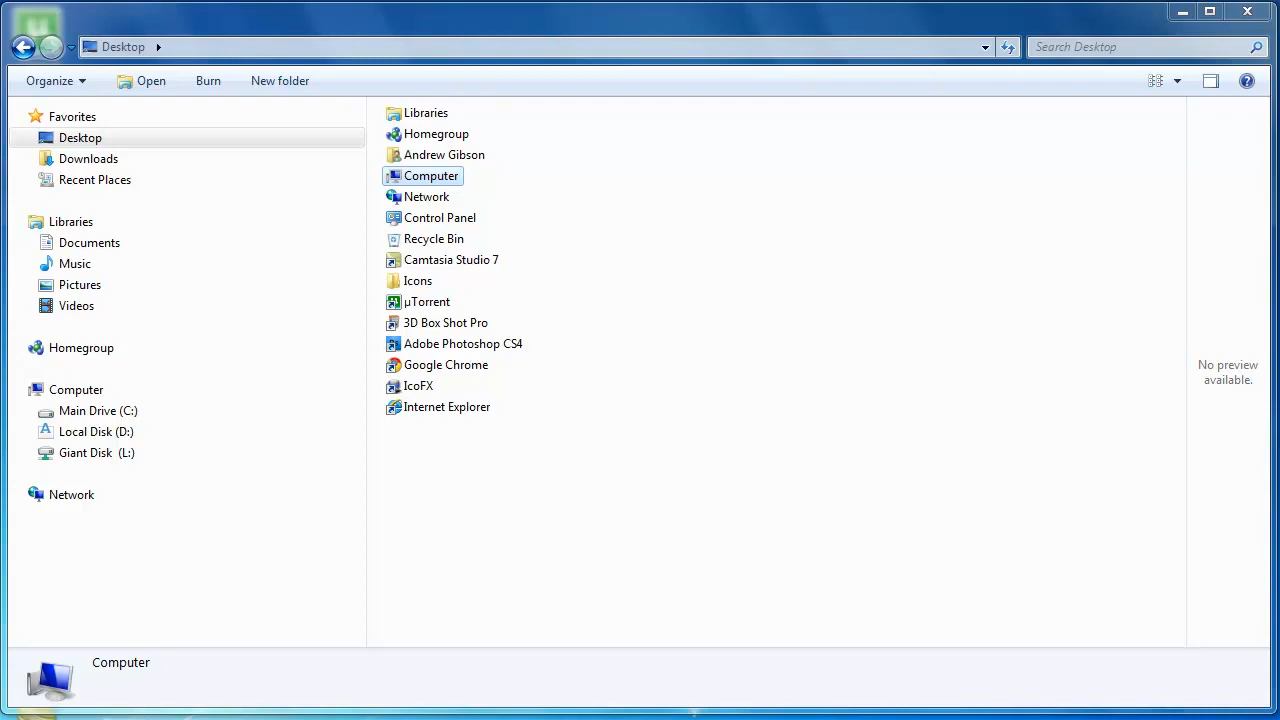 Desktop
Search Desktop
Organize
Open
Burn
New folder
Favorites
Desktop
Downloads
Recent Places
Libraries
Documents
Music
Pictures
Videos
Homegroup
Computer
Main Drive (C:)
Local Disk (D:)
Giant Disk (L:)
Network
Libraries
Homegroup
Andrew Gibson
Computer
Network
Control Panel
Recycle Bin
Camtasia Studio 7
Icons
µTorrent
3D Box Shot Pro
Adobe Photoshop CS4
Google Chrome
IcoFX
Internet Explorer
No preview
available.
Computer